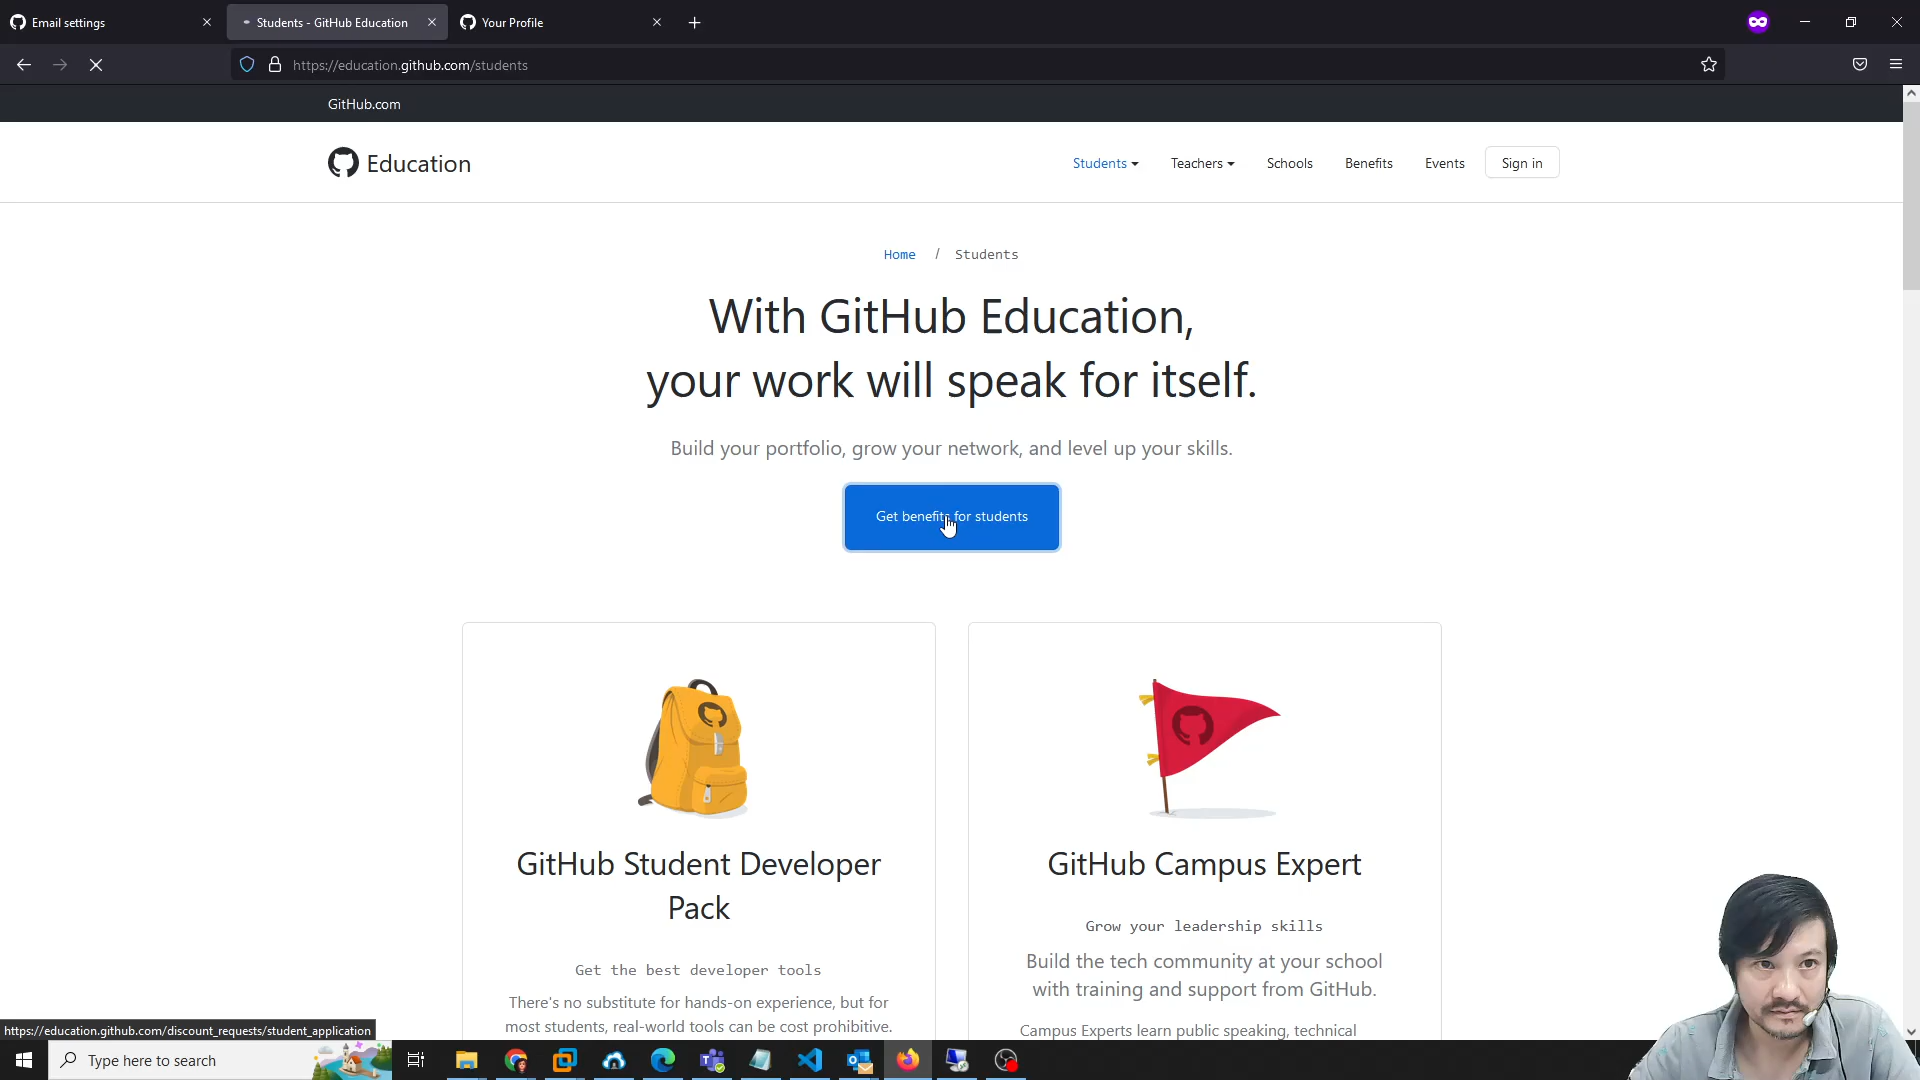 Email settings
Students - GitHub Education
Your Profile
https://education.github.com/students
GitHub.com
Education
Students
Teachers
Schools
Benefits
Events
Sign in
Home / Students
With GitHub Education,
your work will speak for itself.
Build your portfolio, grow your network, and level up your skills.
Get benefits for students
GitHub Student Developer
Pack
Get the best developer tools
There's no substitute for hands-on experience, but for
most students, real-world tools can be cost prohibitive.
GitHub Campus Expert
Grow your leadership skills
Build the tech community at your school
with training and support from GitHub.
Campus Experts learn public speaking, technical
https://education.github.com/discount_requests/student_application
Type here to search